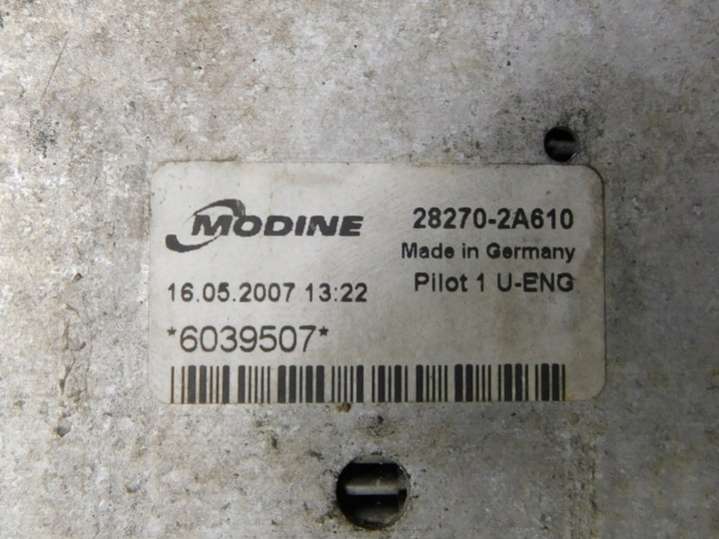 MODINE 28270-2A610
Made in Germany
16.05.2007 13:22 Pilot 1 U-ENG
*6039507*